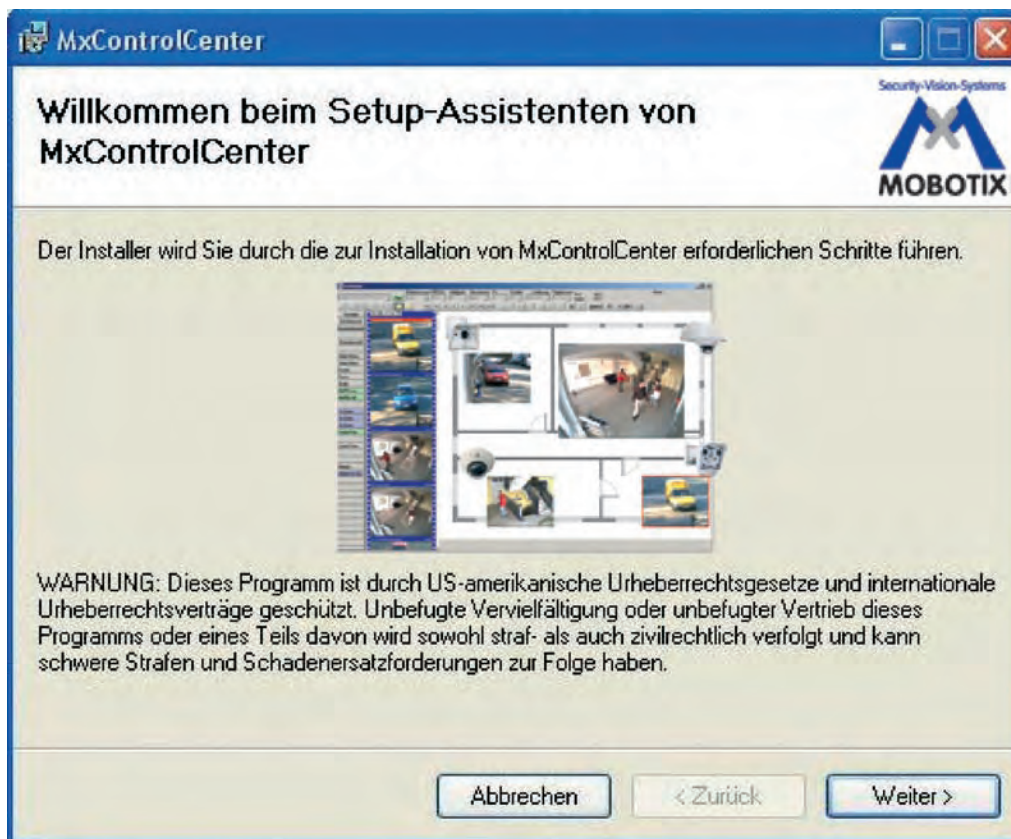 MxControlCenter
Willkommen beim Setup-Assistenten von
MxControlCenter
Security-Vision-Systems
MOBOTIX
Der Installer wird Sie durch die zur Installation von MxControlCenter erforderlichen Schritte führen.
WARNUNG: Dieses Programm ist durch US-amerikanische Urheberrechtsgesetze und internationale
Urheberrechtsverträge geschützt. Unbefugte Vervielfältigung oder unbefugter Vertrieb dieses
Programms oder eines Teils davon wird sowohl straf- als auch zivilrechtlich verfolgt und kann
schwere Strafen und Schadenersatzforderungen zur Folge haben.
Abbrechen
< Zurück
Weiter >